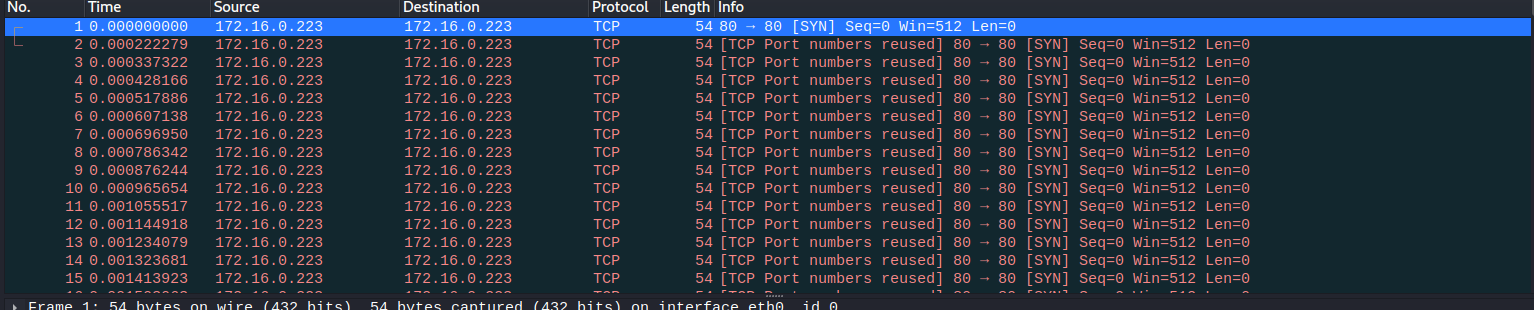 No. Time Source Destination Protocol Length Info
1 0.000000000 172.16.0.223 172.16.0.223 TCP 54 80 → 80 [SYN] Seq=0 Win=512 Len=0
2 0.000222279 172.16.0.223 172.16.0.223 TCP 54 [TCP Port numbers reused] 80 → 80 [SYN] Seq=0 Win=512 Len=0
3 0.000337322 172.16.0.223 172.16.0.223 TCP 54 [TCP Port numbers reused] 80 → 80 [SYN] Seq=0 Win=512 Len=0
4 0.000428166 172.16.0.223 172.16.0.223 TCP 54 [TCP Port numbers reused] 80 → 80 [SYN] Seq=0 Win=512 Len=0
5 0.000517886 172.16.0.223 172.16.0.223 TCP 54 [TCP Port numbers reused] 80 → 80 [SYN] Seq=0 Win=512 Len=0
6 0.000607138 172.16.0.223 172.16.0.223 TCP 54 [TCP Port numbers reused] 80 → 80 [SYN] Seq=0 Win=512 Len=0
7 0.000696950 172.16.0.223 172.16.0.223 TCP 54 [TCP Port numbers reused] 80 → 80 [SYN] Seq=0 Win=512 Len=0
8 0.000786342 172.16.0.223 172.16.0.223 TCP 54 [TCP Port numbers reused] 80 → 80 [SYN] Seq=0 Win=512 Len=0
9 0.000876244 172.16.0.223 172.16.0.223 TCP 54 [TCP Port numbers reused] 80 → 80 [SYN] Seq=0 Win=512 Len=0
10 0.000965654 172.16.0.223 172.16.0.223 TCP 54 [TCP Port numbers reused] 80 → 80 [SYN] Seq=0 Win=512 Len=0
11 0.001055517 172.16.0.223 172.16.0.223 TCP 54 [TCP Port numbers reused] 80 → 80 [SYN] Seq=0 Win=512 Len=0
12 0.001144918 172.16.0.223 172.16.0.223 TCP 54 [TCP Port numbers reused] 80 → 80 [SYN] Seq=0 Win=512 Len=0
13 0.001234079 172.16.0.223 172.16.0.223 TCP 54 [TCP Port numbers reused] 80 → 80 [SYN] Seq=0 Win=512 Len=0
14 0.001323681 172.16.0.223 172.16.0.223 TCP 54 [TCP Port numbers reused] 80 → 80 [SYN] Seq=0 Win=512 Len=0
15 0.001413923 172.16.0.223 172.16.0.223 TCP 54 [TCP Port numbers reused] 80 → 80 [SYN] Seq=0 Win=512 Len=0
Frame 1: 54 bytes on wire (432 bits), 54 bytes captured (432 bits) on interface eth0, id 0